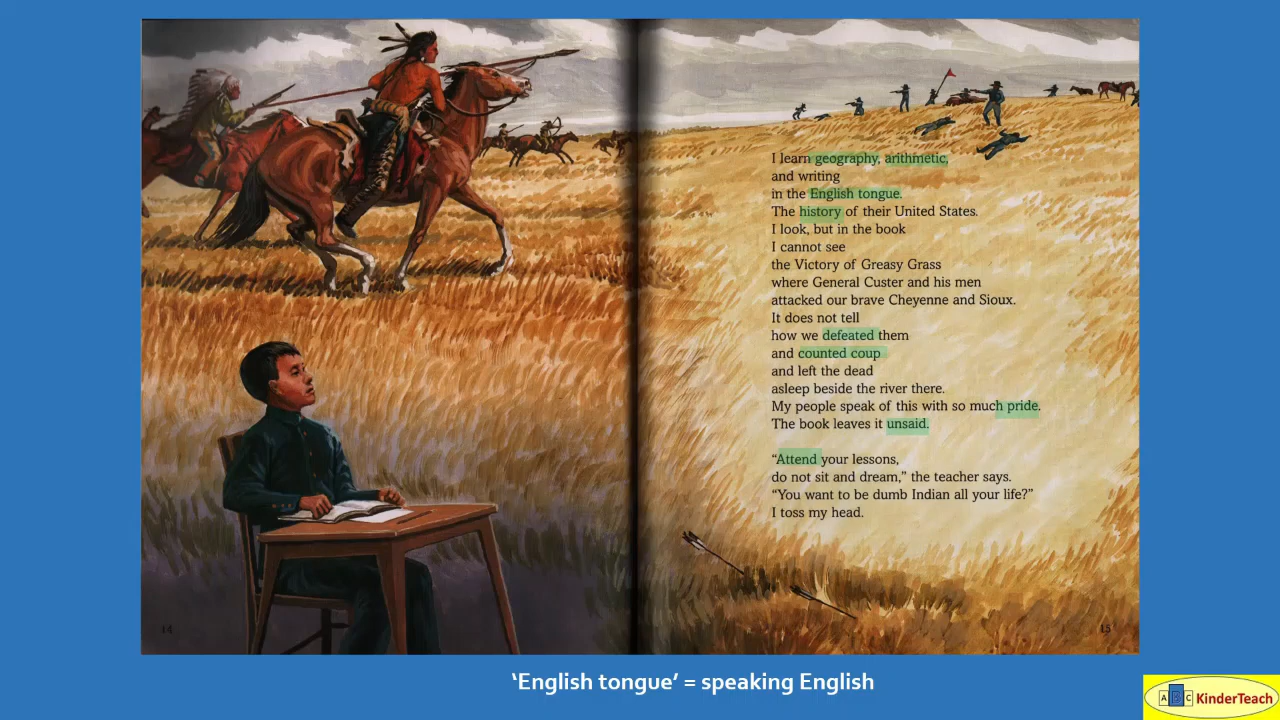 I learn geography, arithmetic,
and writing
in the English tongue.
The history of their United States.
I look, but in the book
I cannot see
the Victory of Greasy Grass
where General Custer and his men
attacked our brave Cheyenne and Sioux.
It does not tell
how we defeated them
and counted coup
and left the dead
asleep beside the river there.
My people speak of this with so much pride.
The book leaves it unsaid.
“Attend your lessons,
do not sit and dream,” the teacher says.
“You want to be dumb Indian all your life?”
I toss my head.
14
15
‘English tongue’ = speaking English
ABC KinderTeach